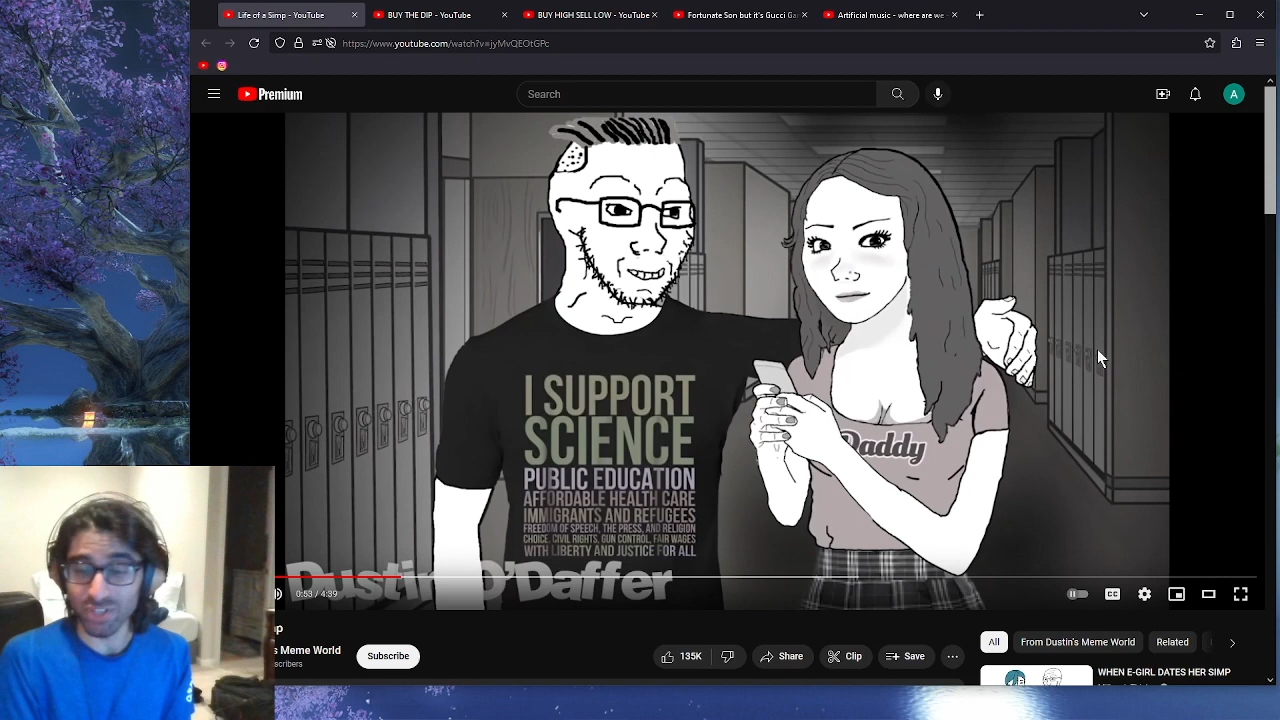 Life of a Simp - YouTube
BUY THE DIP - YouTube
BUY HIGH SELL LOW - YouTube
Fortunate Son but it's Gucci Ga
Artificial music - where are we
https://www.youtube.com/watch?v=jyMvQEOtGPc
Premium
Search
A
I SUPPORT
SCIENCE
PUBLIC EDUCATION
AFFORDABLE HEALTH CARE
IMMIGRANTS AND REFUGEES
FREEDOM OF SPEECH, THE PRESS, AND RELIGION
CHOICE, CIVIL RIGHTS, GUN CONTROL, FAIR WAGES
WITH LIBERTY AND JUSTICE FOR ALL
Daddy
Dustin O'Daffer
0:53 / 4:39
CC
s Meme World
scribers
Subscribe
135K
Share
Clip
Save
All
From Dustin's Meme World
Related
WHEN E-GIRL DATES HER SIMP